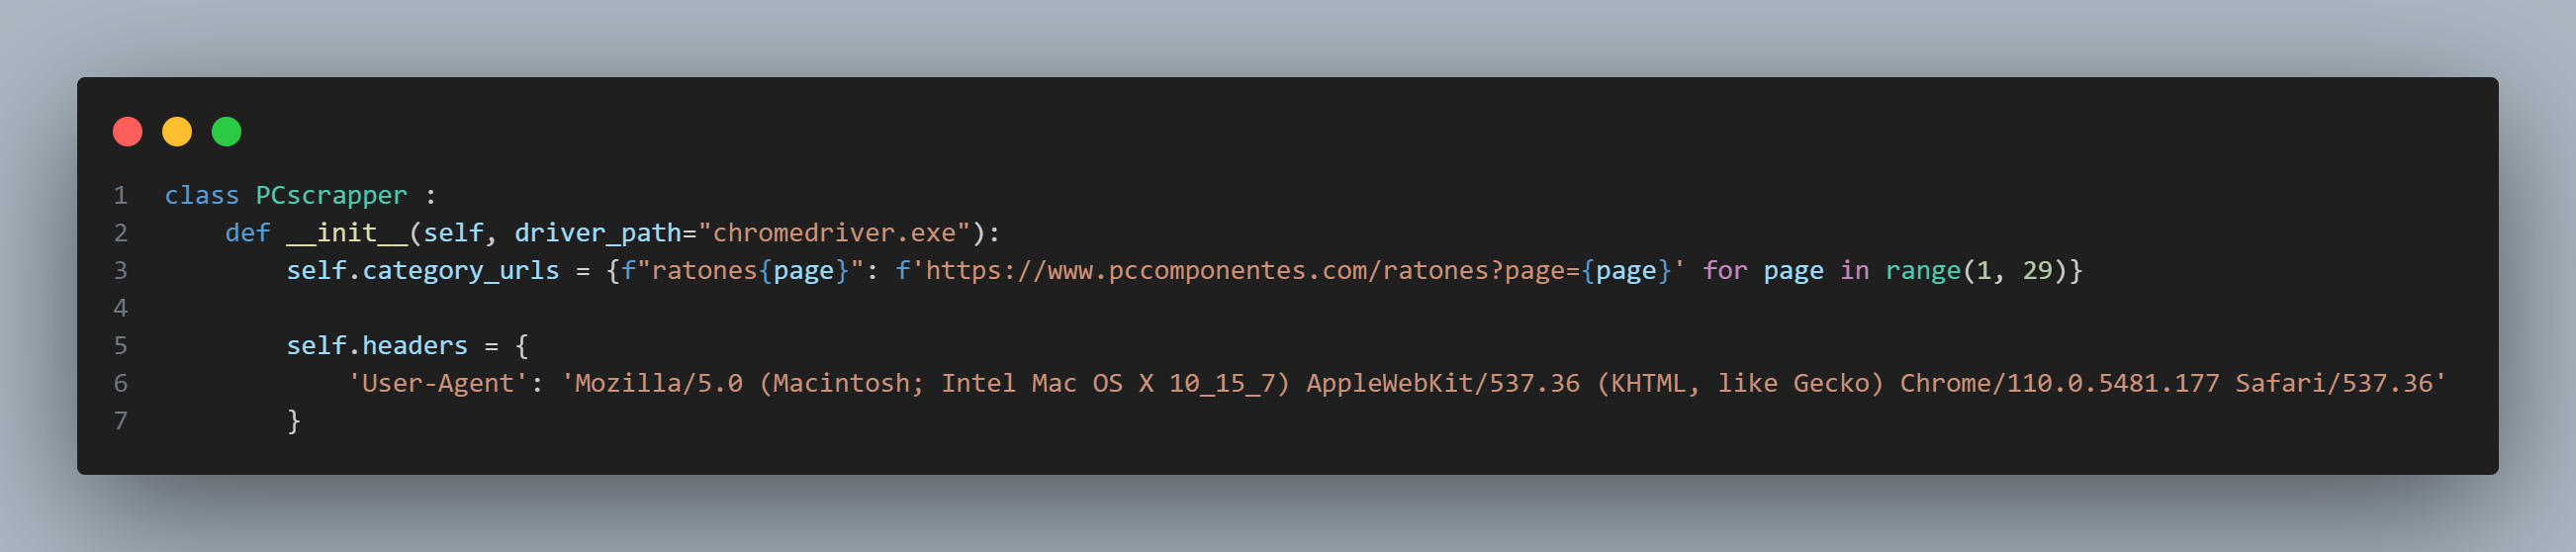 1 class PCscrapper :
2     def __init__(self, driver_path="chromedriver.exe"):
3         self.category_urls = {f"ratones{page}": f'https://www.pccomponentes.com/ratones?page={page}' for page in range(1, 29)}
4
5         self.headers = {
6             'User-Agent': 'Mozilla/5.0 (Macintosh; Intel Mac OS X 10_15_7) AppleWebKit/537.36 (KHTML, like Gecko) Chrome/110.0.5481.177 Safari/537.36'
7         }